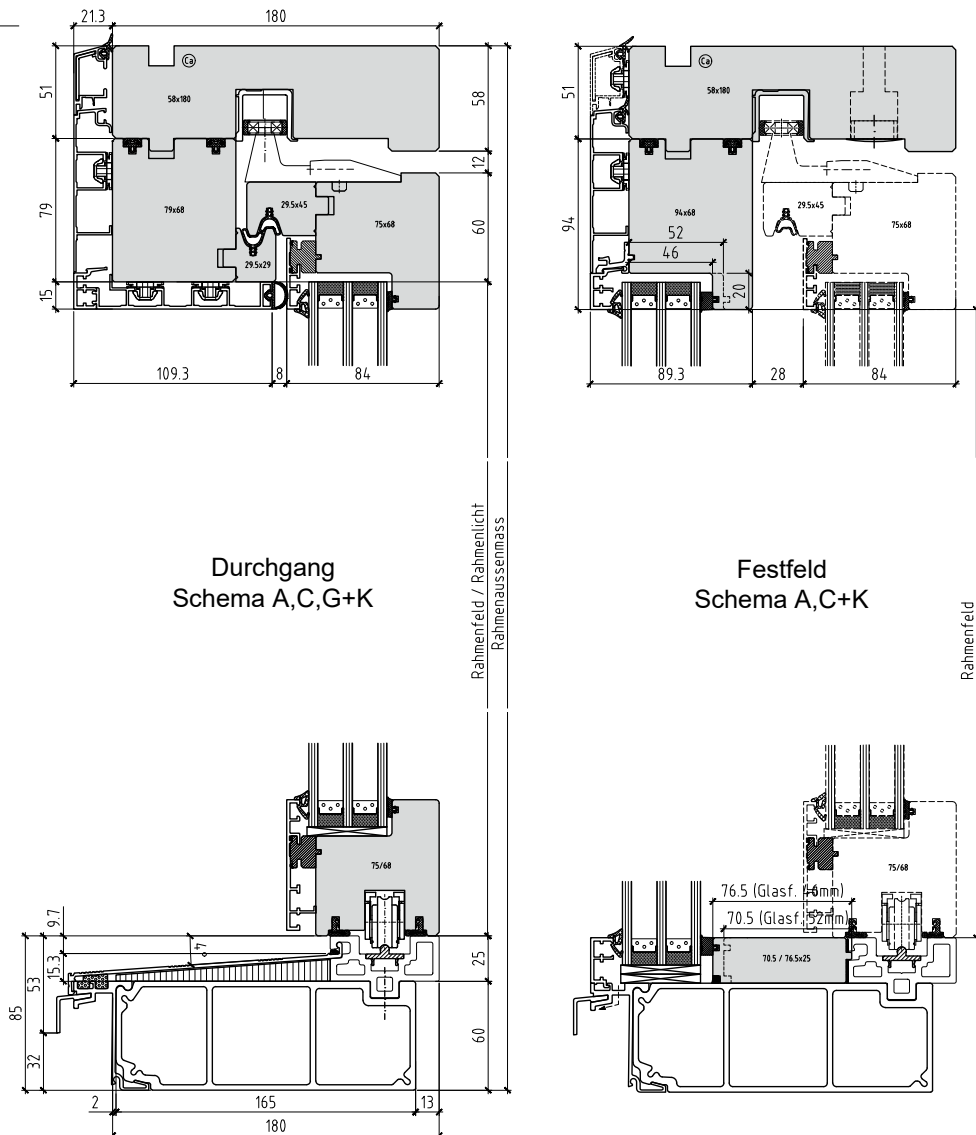 21.3
180
51
58
58x180
Ca
12
79
79x68
29.5x45
75x68
60
29.5x29
15
109.3
8
84
51
58x180
Ca
94
94x68
29.5x45
75x68
52
46
20
89.3
28
84
Rahmenfeld / Rahmenlicht
Rahmenaussenmass
Durchgang
Schema A,C,G+K
Festfeld
Schema A,C+K
Rahmenfeld
75/68
9.7
15.3
53
85
32
4°
25
60
2
165
13
180
75/68
76.5 (Glasf. 46mm)
70.5 (Glasf. 52mm)
70.5 / 76.5x25